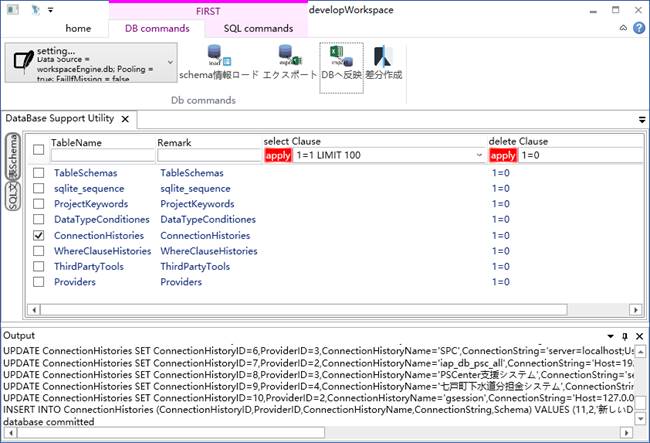 FIRST
developWorkspace
home
DB commands
SQL commands
setting...
Data Source =
workspaceEngine.db; Pooling =
true; FailIfMissing = false
schema情報ロード
エクスポート
DBへ反映
差分作成
Db commands
DataBase Support Utility X
SQL文
表Schema
TableName Remark select Clause delete Clause
apply 1=1 LIMIT 100 apply 1=0
TableSchemas TableSchemas 1=0
sqlite_sequence sqlite_sequence 1=0
ProjectKeywords ProjectKeywords 1=0
DataTypeConditiones DataTypeConditiones 1=0
ConnectionHistories ConnectionHistories 1=0
WhereClauseHistories WhereClauseHistories 1=0
ThirdPartyTools ThirdPartyTools 1=0
Providers Providers 1=0
Output
UPDATE ConnectionHistories SET ConnectionHistoryID=6,ProviderID=3,ConnectionHistoryName='SPC',ConnectionString='server=localhost;Us
UPDATE ConnectionHistories SET ConnectionHistoryID=7,ProviderID=2,ConnectionHistoryName='iap_db_psc_all',ConnectionString='Host=19.
UPDATE ConnectionHistories SET ConnectionHistoryID=8,ProviderID=3,ConnectionHistoryName='PSCenter支援システム',ConnectionString='se
UPDATE ConnectionHistories SET ConnectionHistoryID=9,ProviderID=4,ConnectionHistoryName='七戸町下水道分担金システム',ConnectionString=
UPDATE ConnectionHistories SET ConnectionHistoryID=10,ProviderID=2,ConnectionHistoryName='gsession',ConnectionString='Host=127.0.0
INSERT INTO ConnectionHistories (ConnectionHistoryID,ProviderID,ConnectionHistoryName,ConnectionString,Schema) VALUES (11,2,'新しいD
database committed